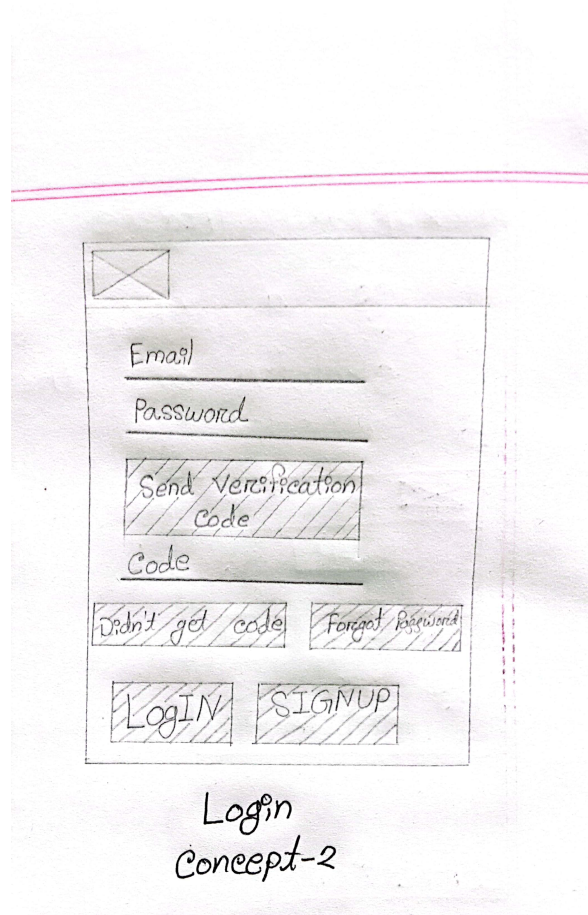 Email
Password
Send Verification
Code
Code
Didn't get code
Forgot Password
LogIN
SIGNUP
Login
Concept-2